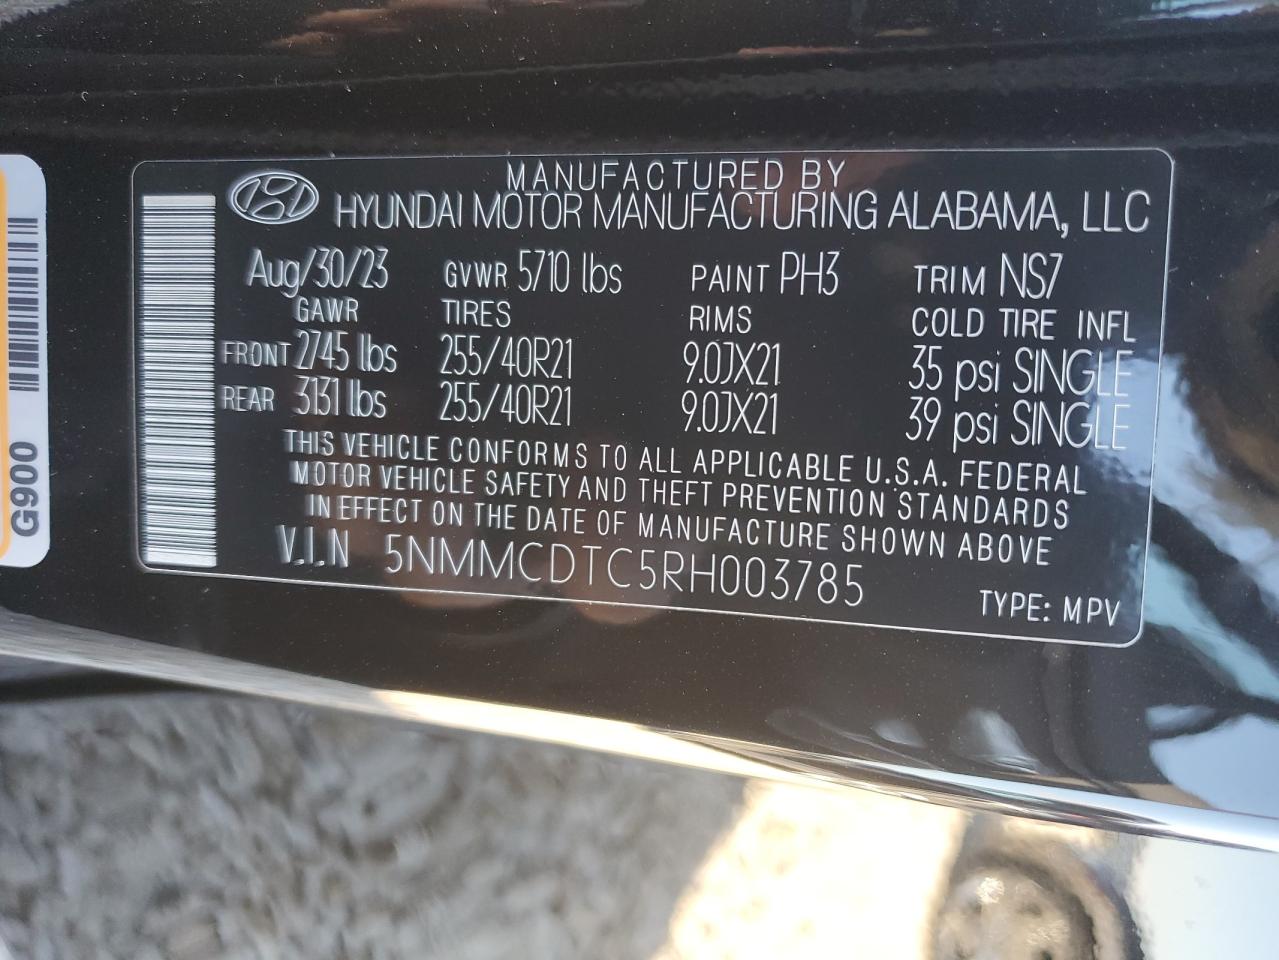 MANUFACTURED BY
HYUNDAI MOTOR MANUFACTURING ALABAMA, LLC
Aug/30/23 GVWR 5710 lbs PAINT PH3 TRIM NS7
GAWR TIRES RIMS COLD TIRE INFL
FRONT 2745 lbs 255/40R21 9.0JX21 35 psi SINGLE
REAR 3131 lbs 255/40R21 9.0JX21 39 psi SINGLE
THIS VEHICLE CONFORMS TO ALL APPLICABLE U.S.A. FEDERAL
MOTOR VEHICLE SAFETY AND THEFT PREVENTION STANDARDS
IN EFFECT ON THE DATE OF MANUFACTURE SHOWN ABOVE
V.I.N 5NMMCDTC5RH003785
TYPE: MPV
G900